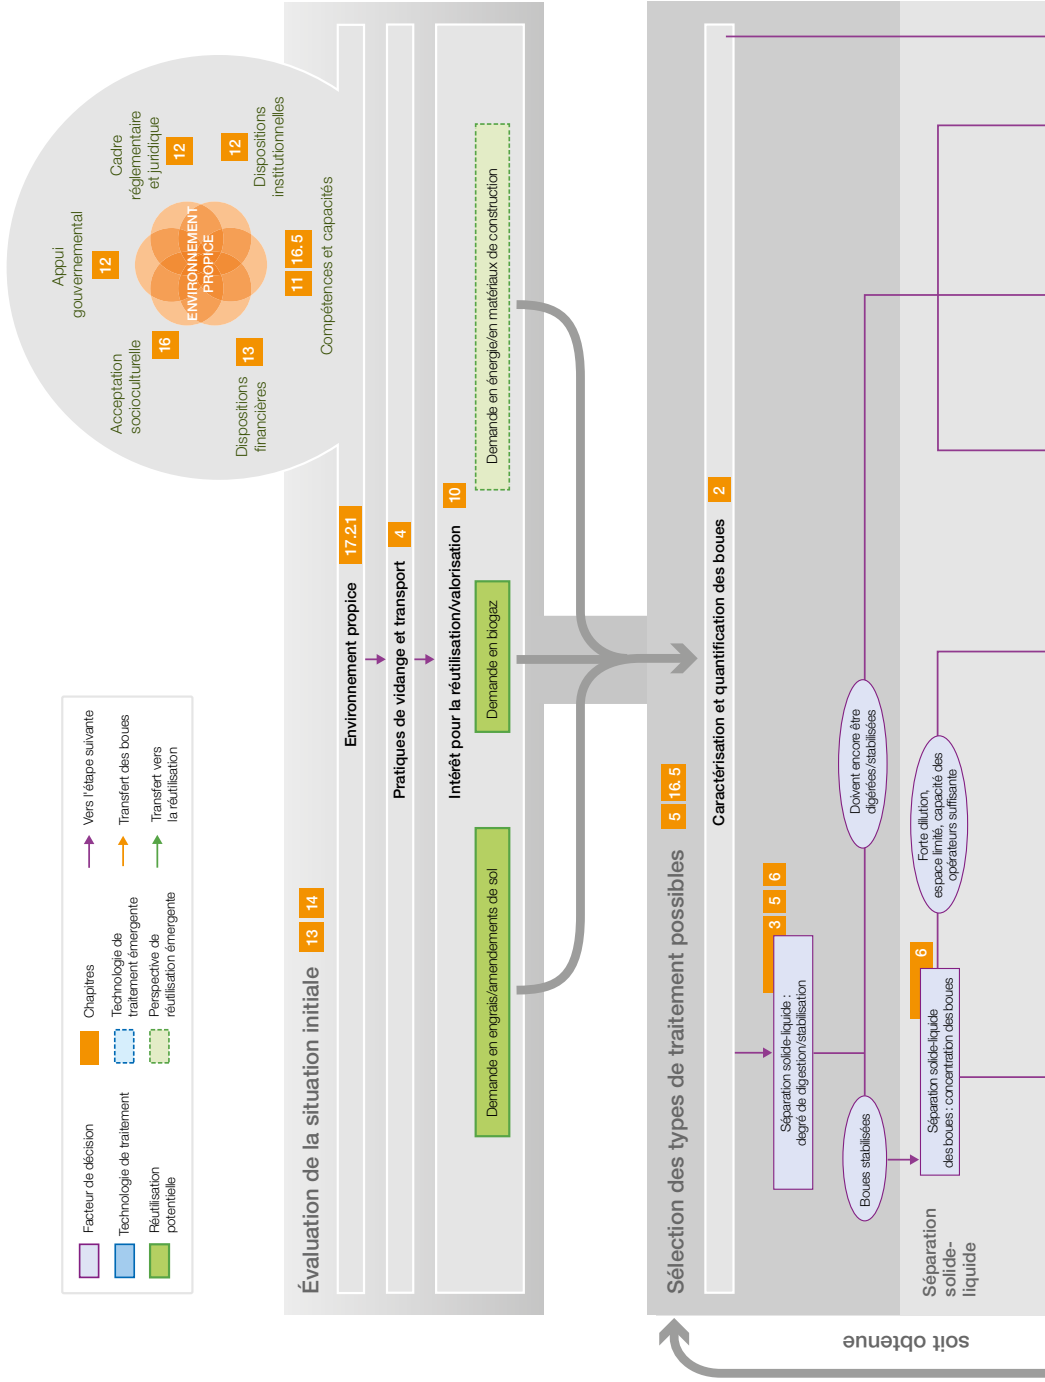 Facteur de décision
Technologie de traitement
Réutilisation
potentielle
Chapitres
Technologie de
traitement émergente
Perspective de
réutilisation émergente
Vers l'étape suivante
Transfert des boues
Transfert vers
la réutilisation
Appui
gouvernemental
12
Cadre
réglementaire
et juridique
12
Acceptation
socioculturelle
16
ENVIRONNEMENT
PROPICE
12
Dispositions
institutionnelles
Dispositions
financières
13
11 16.5
Compétences et capacités
Évaluation de la situation initiale
13 14
Environnement propice
17.2.1
Pratiques de vidange et transport
4
Intérêt pour la réutilisation/valorisation
10
Demande en engrais/amendements de sol
Demande en biogaz
Demande en énergie/en matériaux de construction
Sélection des types de traitement possibles
5 16.5
Caractérisation et quantification des boues
2
Séparation solide-liquide :
degré de digestion/stabilisation
3 5 6
Boues stabilisées
Doivent encore être
digérées/stabilisées
Séparation
solide-
liquide
Séparation solide-liquide
des boues : concentration des boues
6
Forte dilution,
espace limité, capacité des
opérateurs suffisante
soit obtenue